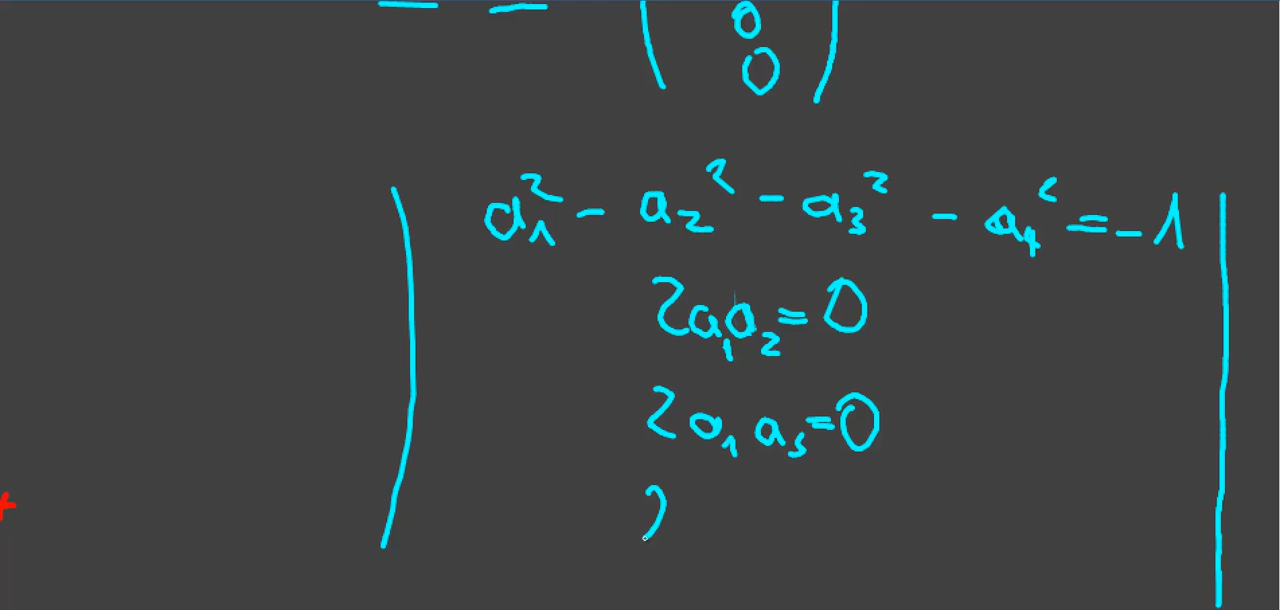 = =
0
0
a₁² - a₂² - a₃² - a₄² = -1
2a₁a₂=0
2a₁a₃=0